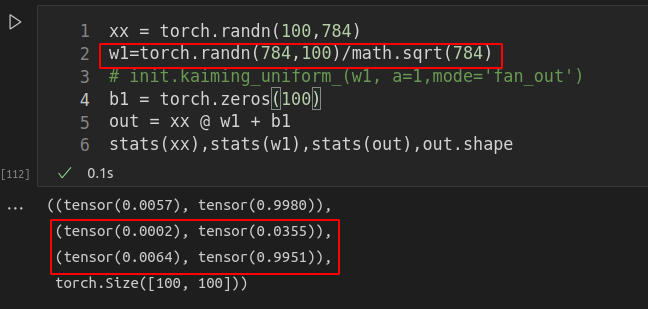 1 xx = torch.randn(100,784)
2 w1=torch.randn(784,100)/math.sqrt(784)
3 # init.kaiming_uniform_(w1, a=1,mode='fan_out')
4 b1 = torch.zeros(100)
5 out = xx @ w1 + b1
6 stats(xx),stats(w1),stats(out),out.shape
[112] ✓ 0.1s
... ((tensor(0.0057), tensor(0.9980)),
(tensor(0.0002), tensor(0.0355)),
(tensor(0.0064), tensor(0.9951)),
torch.Size([100, 100]))